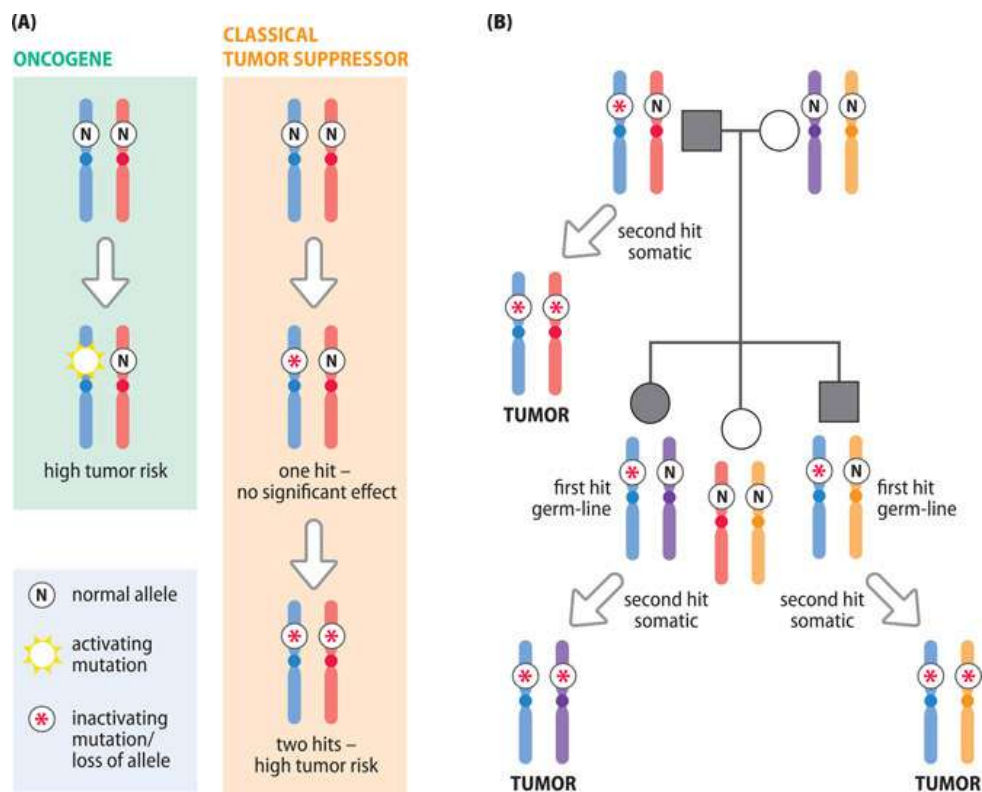 (A)
ONCOGENE
CLASSICAL
TUMOR SUPPRESSOR
N N
N N
N
* N
high tumor risk
one hit –
no significant effect
* *
two hits –
high tumor risk
N normal allele
activating
mutation
* inactivating
mutation/
loss of allele
(B)
* N
N N
second hit
somatic
* *
TUMOR
first hit
germ-line
* N
N N
* N
first hit
germ-line
second hit
somatic
second hit
somatic
* *
TUMOR
* *
TUMOR